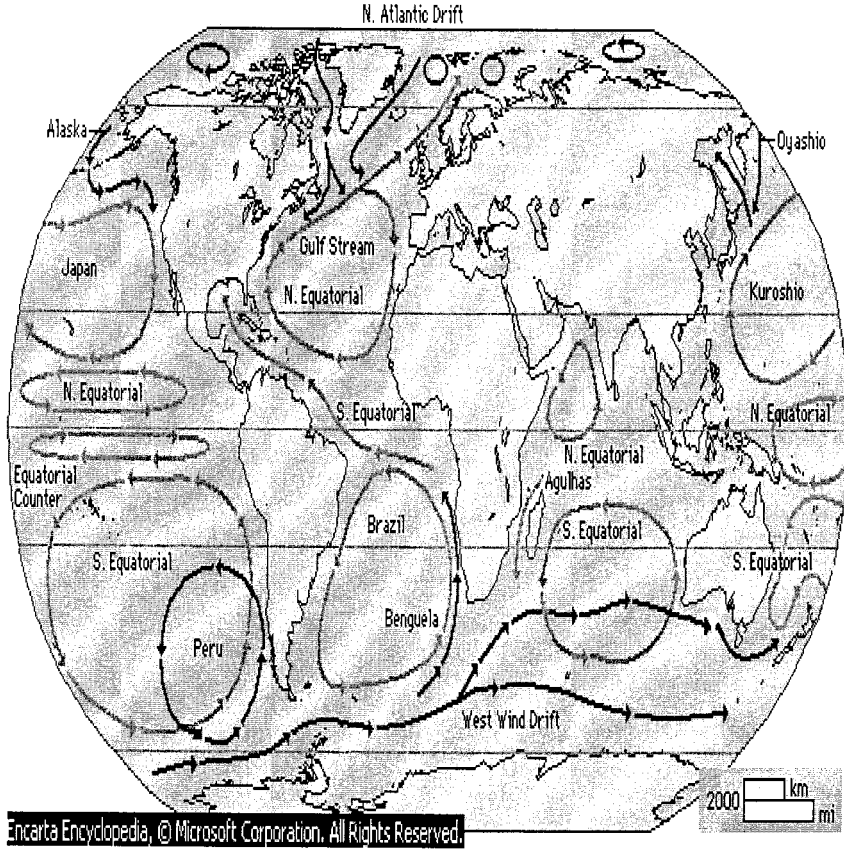 N. Atlantic Drift
Alaska
Oyashio
Japan
Gulf Stream
N. Equatorial
Kuroshio
N. Equatorial
S. Equatorial
N. Equatorial
Equatorial
Counter
N. Equatorial
Agulhas
Brazil
S. Equatorial
S. Equatorial
S. Equatorial
Benguela
Peru
West Wind Drift
km
2000
mi
Encarta Encyclopedia, © Microsoft Corporation. All Rights Reserved.